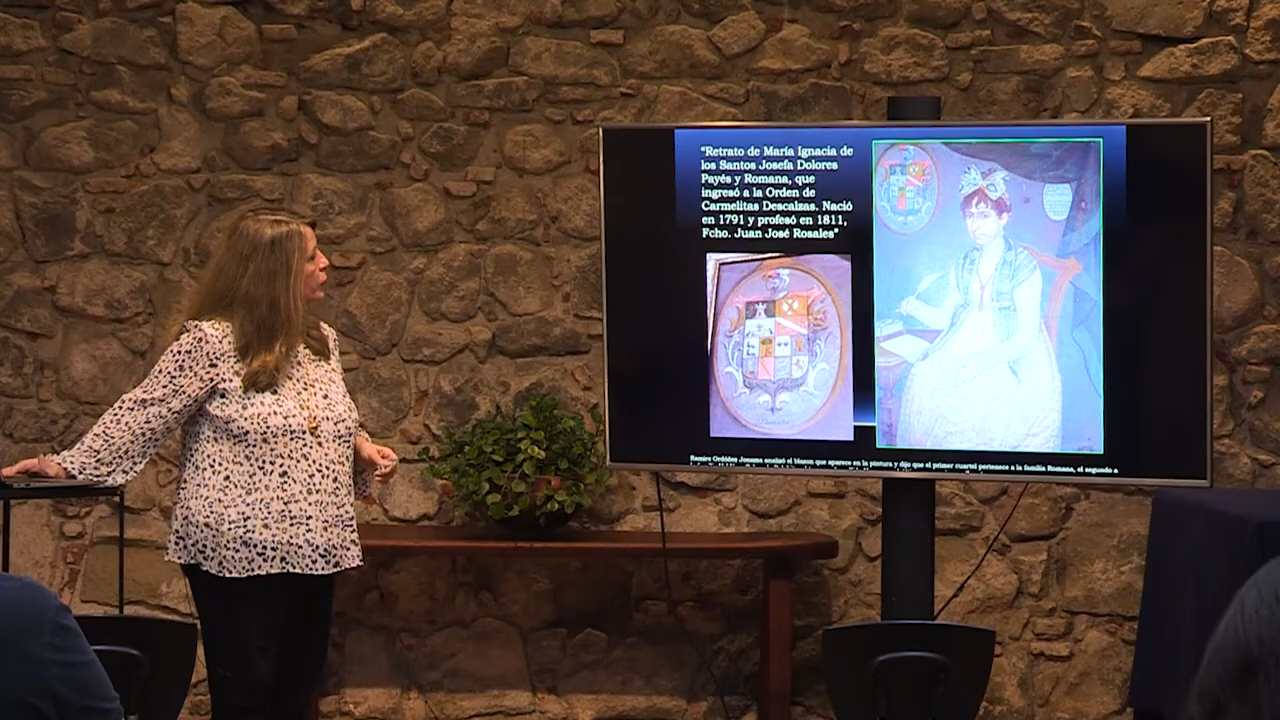 "Retrato de María Ignacia de
los Santos Josefa Dolores
Payés y Romana, que
ingresó a la Orden de
Carmelitas Descalzas. Nació
en 1791 y profesó en 1811,
Fcho. Juan José Rosales"
Ramiro Ordóñez Jonama analizó el blazon que aparece en la pintura y dijo que el primer cuartel pertenece a la familia Romana, el segundo a